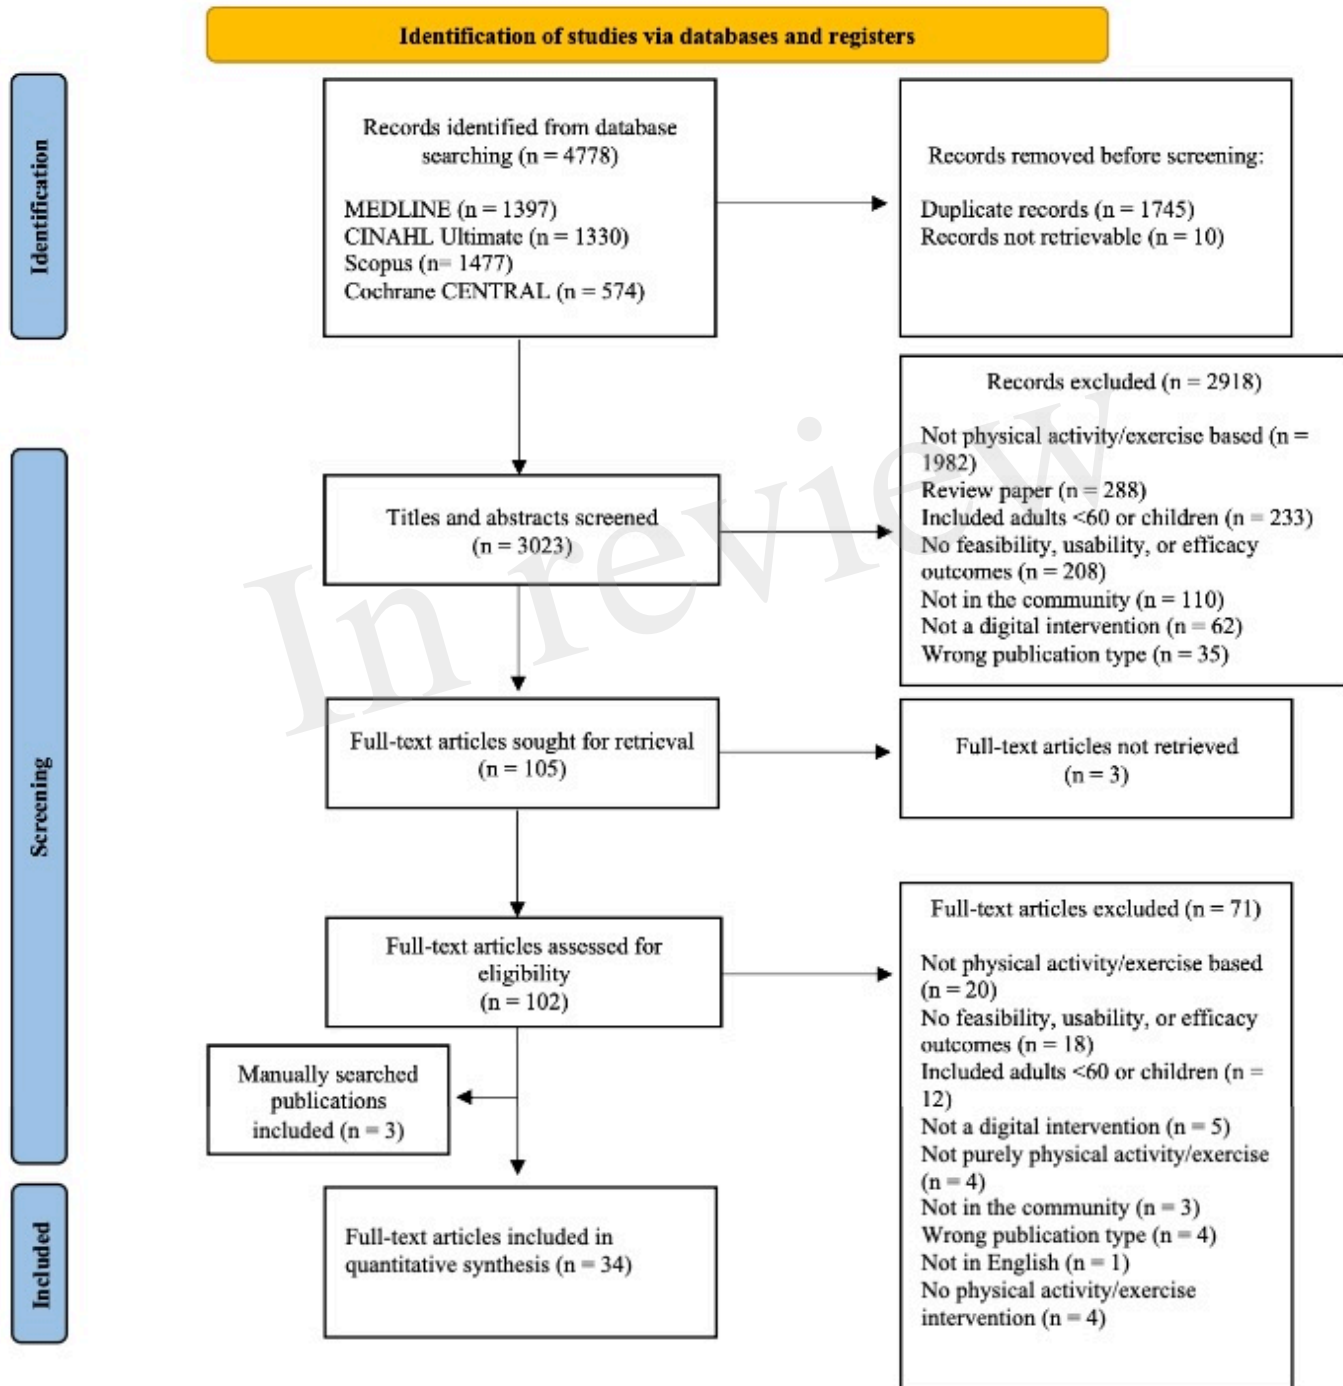 Identification of studies via databases and registers
Identification
Records identified from database
searching (n = 4778)
MEDLINE (n = 1397)
CINAHL Ultimate (n = 1330)
Scopus (n= 1477)
Cochrane CENTRAL (n = 574)
Records removed before screening:
Duplicate records (n = 1745)
Records not retrievable (n = 10)
Screening
Titles and abstracts screened
(n = 3023)
Records excluded (n = 2918)
Not physical activity/exercise based (n =
1982)
Review paper (n = 288)
Included adults <60 or children (n = 233)
No feasibility, usability, or efficacy
outcomes (n = 208)
Not in the community (n = 110)
Not a digital intervention (n = 62)
Wrong publication type (n = 35)
Full-text articles sought for retrieval
(n = 105)
Full-text articles not retrieved
(n = 3)
Full-text articles assessed for
eligibility
(n = 102)
Full-text articles excluded (n = 71)
Not physical activity/exercise based
(n = 20)
No feasibility, usability, or efficacy
outcomes (n = 18)
Included adults <60 or children (n =
12)
Not a digital intervention (n = 5)
Not purely physical activity/exercise
(n = 4)
Not in the community (n = 3)
Wrong publication type (n = 4)
Not in English (n = 1)
No physical activity/exercise
intervention (n = 4)
Manually searched
publications
included (n = 3)
Included
Full-text articles included in
quantitative synthesis (n = 34)
In review